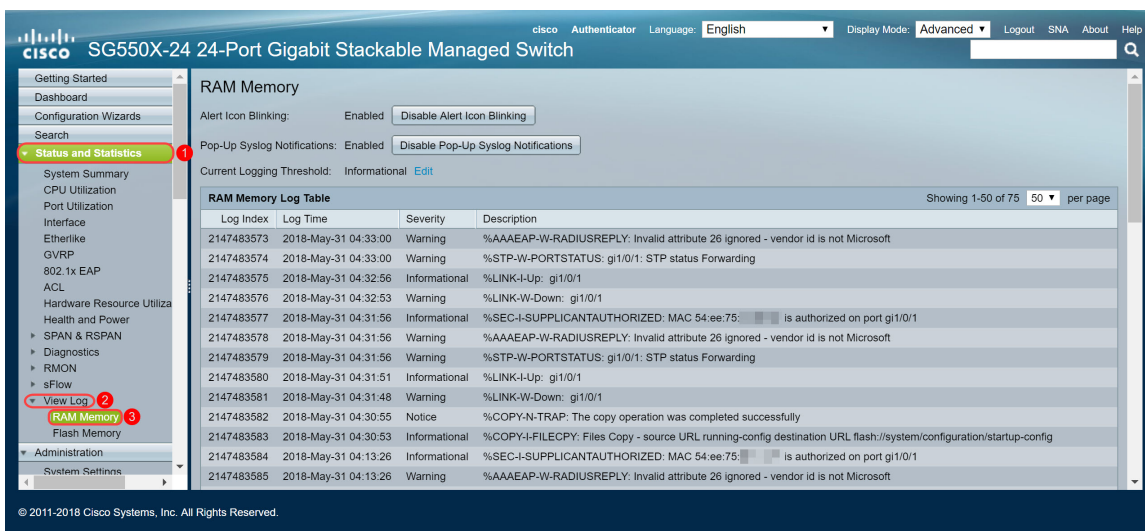 cisco Authenticator Language: English Display Mode: Advanced Logout SNA About Help
CISCO SG550X-24 24-Port Gigabit Stackable Managed Switch
Getting Started
Dashboard
Configuration Wizards
Search
Status and Statistics 1
System Summary
CPU Utilization
Port Utilization
Interface
Etherlike
GVRP
802.1x EAP
ACL
Hardware Resource Utiliza
Health and Power
SPAN & RSPAN
Diagnostics
RMON
sFlow
View Log 2
RAM Memory 3
Flash Memory
Administration
System Settings
RAM Memory
Alert Icon Blinking: Enabled Disable Alert Icon Blinking
Pop-Up Syslog Notifications: Enabled Disable Pop-Up Syslog Notifications
Current Logging Threshold: Informational Edit
RAM Memory Log Table Showing 1-50 of 75 50 per page
Log Index Log Time Severity Description
2147483573 2018-May-31 04:33:00 Warning %AAAEAP-W-RADIUSREPLY: Invalid attribute 26 ignored - vendor id is not Microsoft
2147483574 2018-May-31 04:33:00 Warning %STP-W-PORTSTATUS: gi1/0/1: STP status Forwarding
2147483575 2018-May-31 04:32:56 Informational %LINK-I-Up: gi1/0/1
2147483576 2018-May-31 04:32:53 Warning %LINK-W-Down: gi1/0/1
2147483577 2018-May-31 04:31:56 Informational %SEC-I-SUPPLICANTAUTHORIZED: MAC 54:ee:75: is authorized on port gi1/0/1
2147483578 2018-May-31 04:31:56 Warning %AAAEAP-W-RADIUSREPLY: Invalid attribute 26 ignored - vendor id is not Microsoft
2147483579 2018-May-31 04:31:56 Warning %STP-W-PORTSTATUS: gi1/0/1: STP status Forwarding
2147483580 2018-May-31 04:31:51 Informational %LINK-I-Up: gi1/0/1
2147483581 2018-May-31 04:31:48 Warning %LINK-W-Down: gi1/0/1
2147483582 2018-May-31 04:30:55 Notice %COPY-N-TRAP: The copy operation was completed successfully
2147483583 2018-May-31 04:30:53 Informational %COPY-I-FILECPY: Files Copy - source URL running-config destination URL flash://system/configuration/startup-config
2147483584 2018-May-31 04:13:26 Informational %SEC-I-SUPPLICANTAUTHORIZED: MAC 54:ee:75: is authorized on port gi1/0/1
2147483585 2018-May-31 04:13:26 Warning %AAAEAP-W-RADIUSREPLY: Invalid attribute 26 ignored - vendor id is not Microsoft
© 2011-2018 Cisco Systems, Inc. All Rights Reserved.